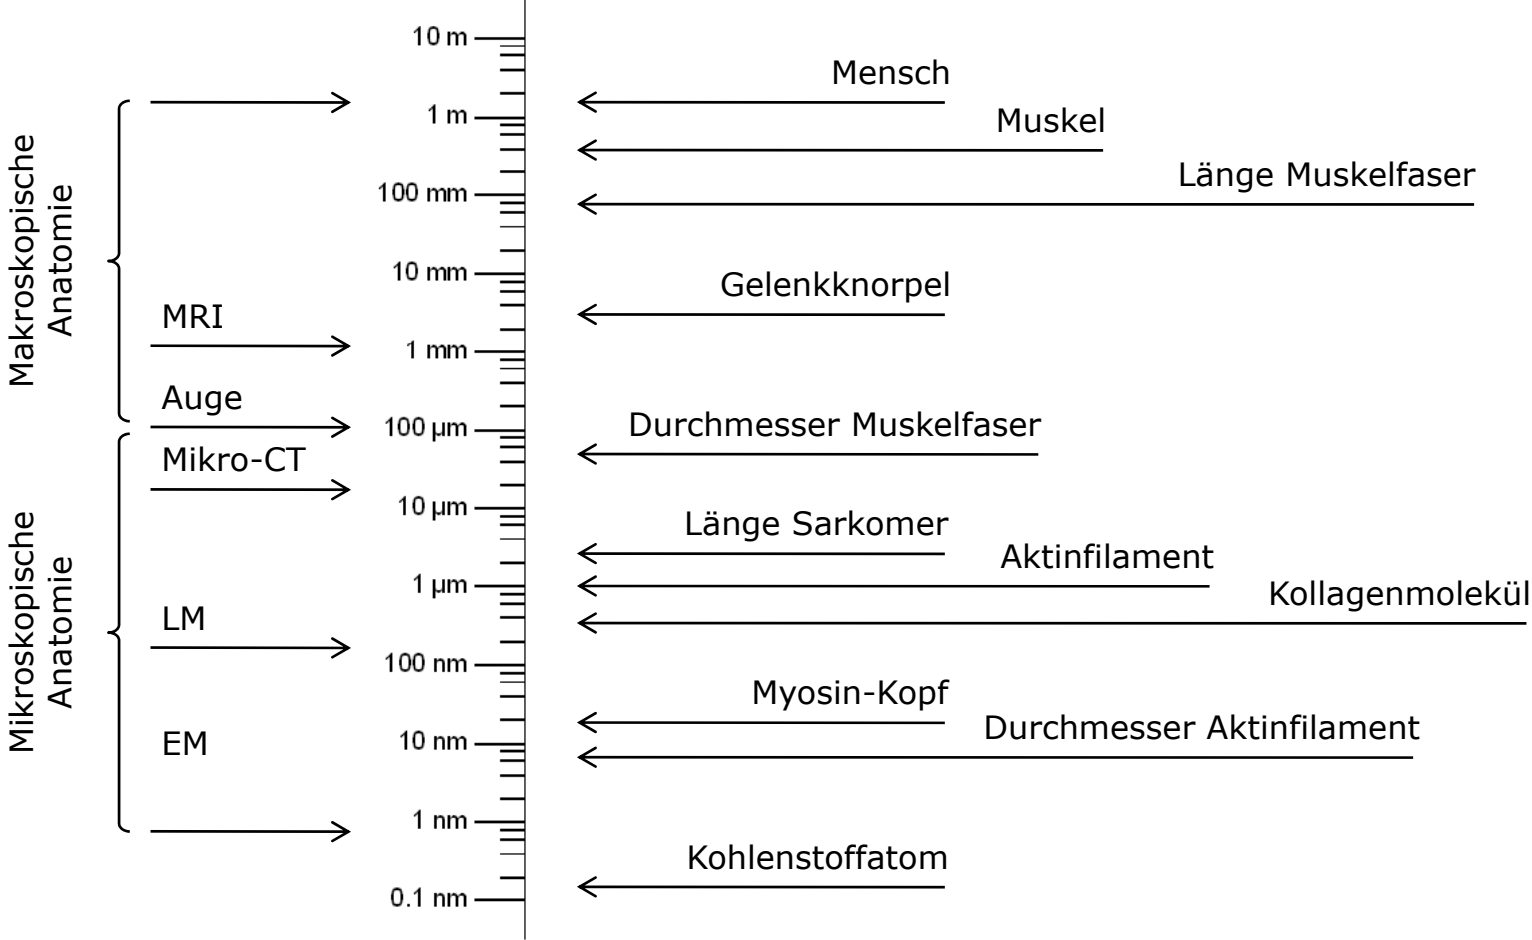 Makroskopische
Anatomie
MRI
Auge
Mikroskopische
Anatomie
Mikro-CT
LM
EM
10 m
1 m
100 mm
10 mm
1 mm
100 µm
10 µm
1 µm
100 nm
10 nm
1 nm
0.1 nm
Mensch
Muskel
Länge Muskelfaser
Gelenkknorpel
Durchmesser Muskelfaser
Länge Sarkomer
Aktinfilament
Kollagenmolekül
Myosin-Kopf
Durchmesser Aktinfilament
Kohlenstoffatom